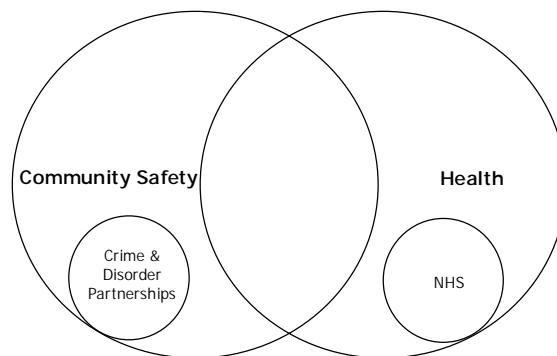 Community Safety
Health
Crime &
Disorder
Partnerships
NHS